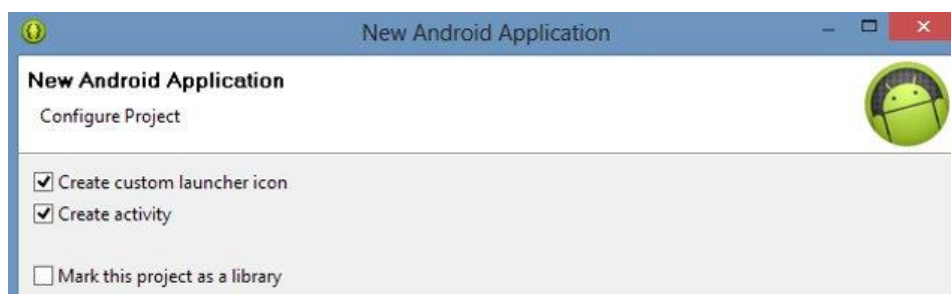 New Android Application
New Android Application
Configure Project
Create custom launcher icon
Create activity
Mark this project as a library